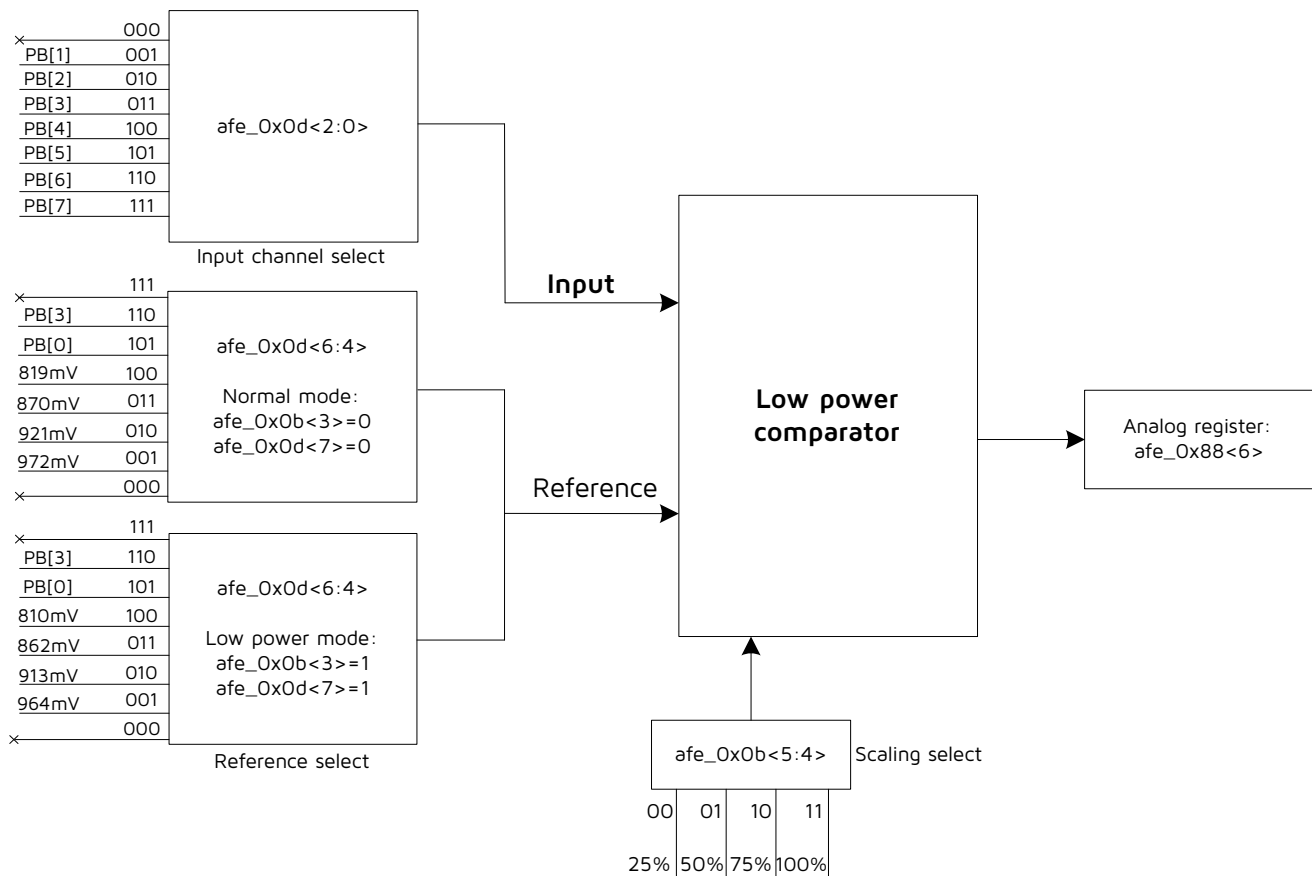 000
PB[1] 001
PB[2] 010
PB[3] 011
PB[4] 100
PB[5] 101
PB[6] 110
PB[7] 111
afe_0x0d<2:0>
Input channel select
111
PB[3] 110
PB[0] 101
819mV 100
870mV 011
921mV 010
972mV 001
000
afe_0x0d<6:4>
Normal mode:
afe_0x0b<3>=0
afe_0x0d<7>=0
111
PB[3] 110
PB[0] 101
810mV 100
862mV 011
913mV 010
964mV 001
000
afe_0x0d<6:4>
Low power mode:
afe_0x0b<3>=1
afe_0x0d<7>=1
Reference select
Input
Reference
Low power
comparator
Analog register:
afe_0x88<6>
afe_0x0b<5:4>
Scaling select
00 01 10 11
25% 50% 75% 100%